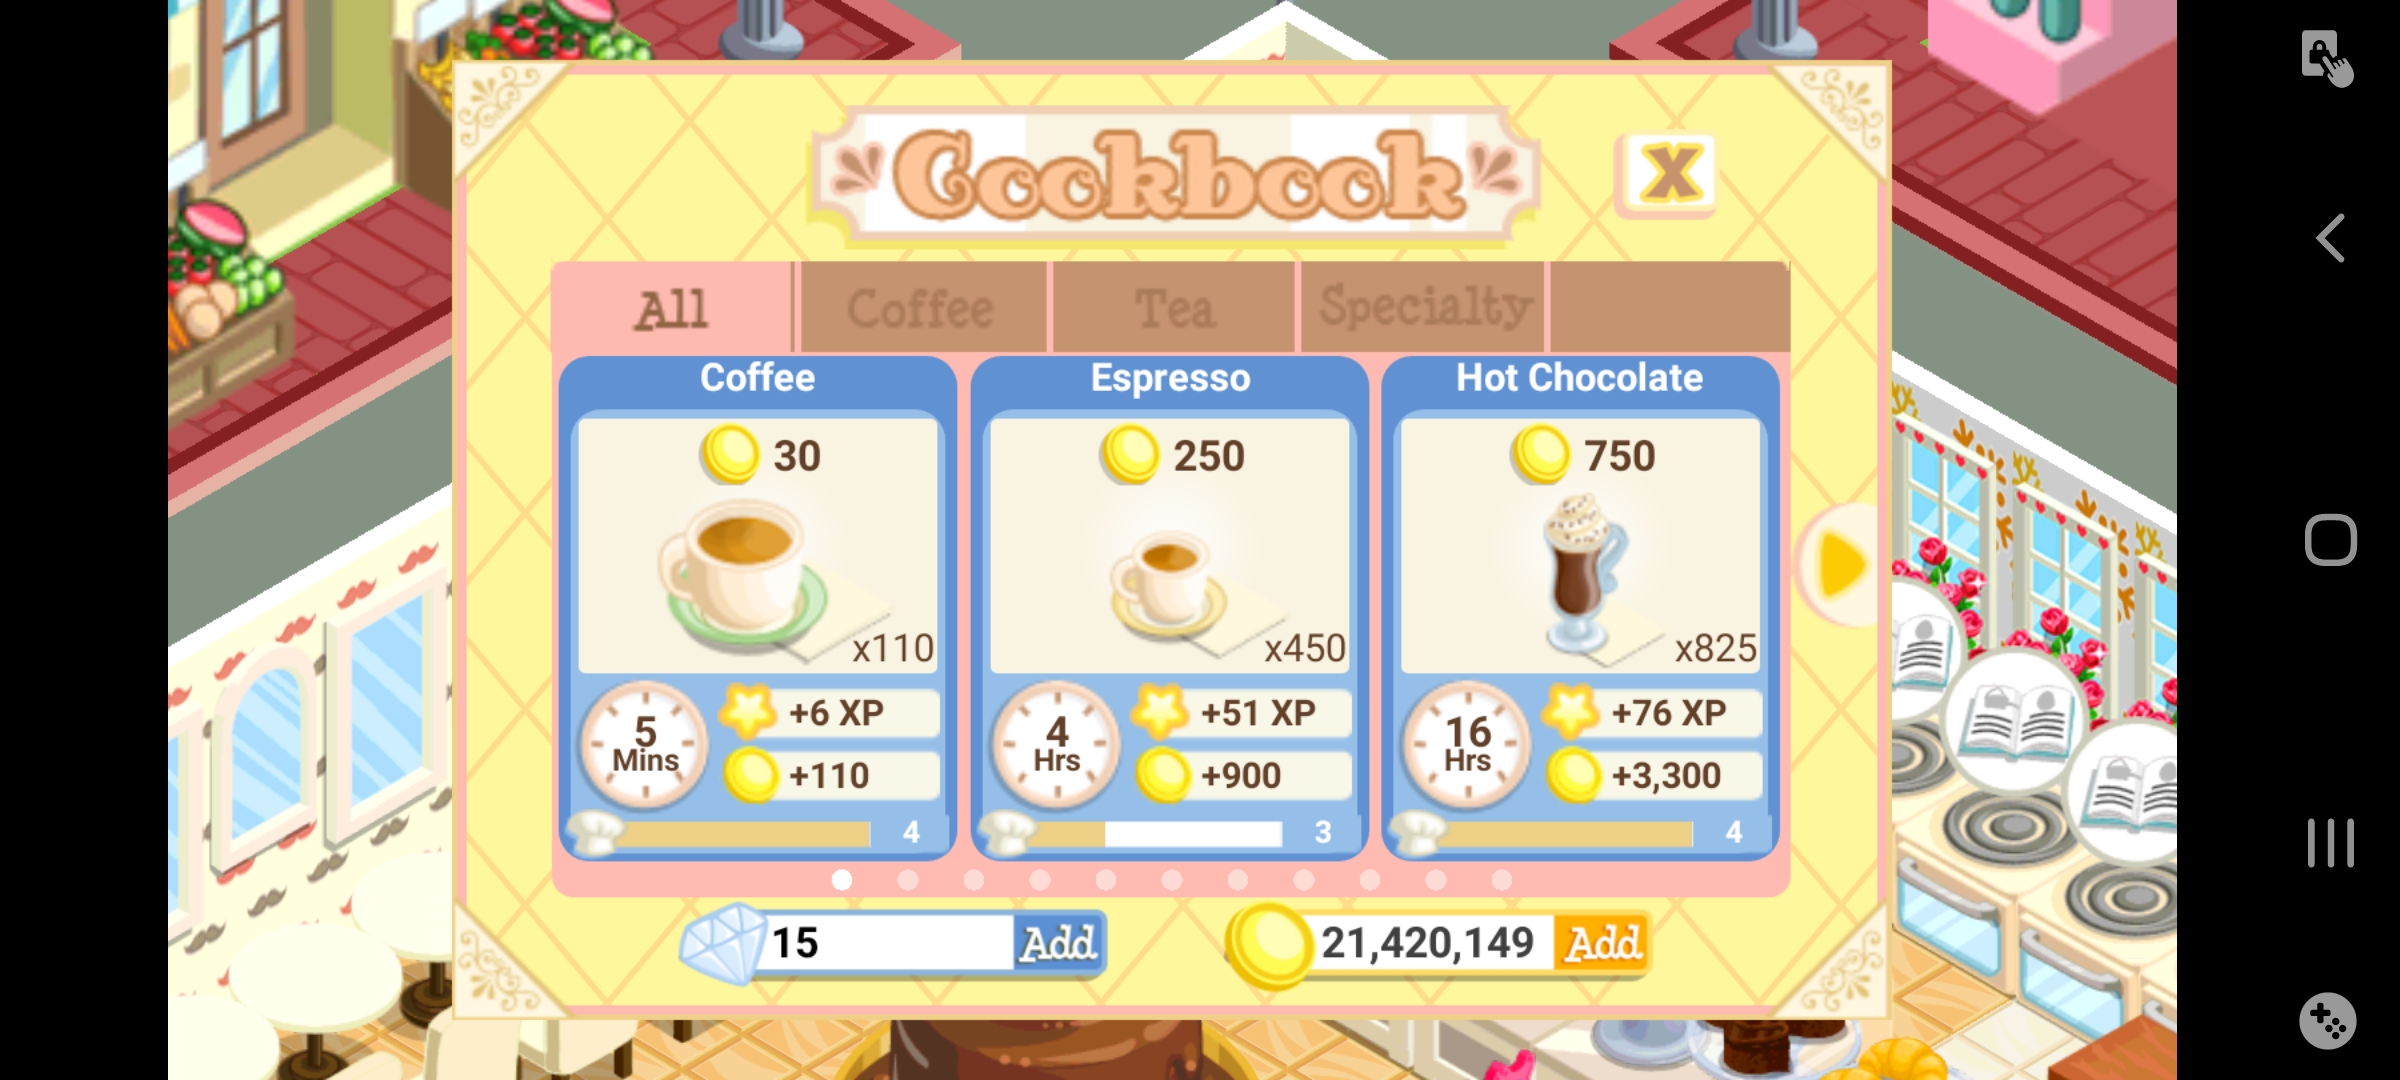 Cookbook
X
All
Coffee
Tea
Specialty
Coffee
30
x110
5
Mins
+6 XP
+110
4
Espresso
250
x450
4
Hrs
+51 XP
+900
3
Hot Chocolate
750
x825
16
Hrs
+76 XP
+3,300
4
15
Add
21,420,149
Add